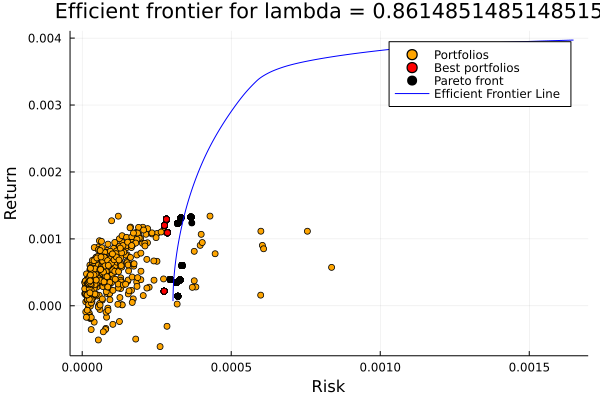 Efficient frontier for lambda = 0.8614851485148515
0.004
0.003
0.002
0.001
0.000
Return
Portfolios
Best portfolios
Pareto front
Efficient Frontier Line
0.0000 0.0005 0.0010 0.0015
Risk